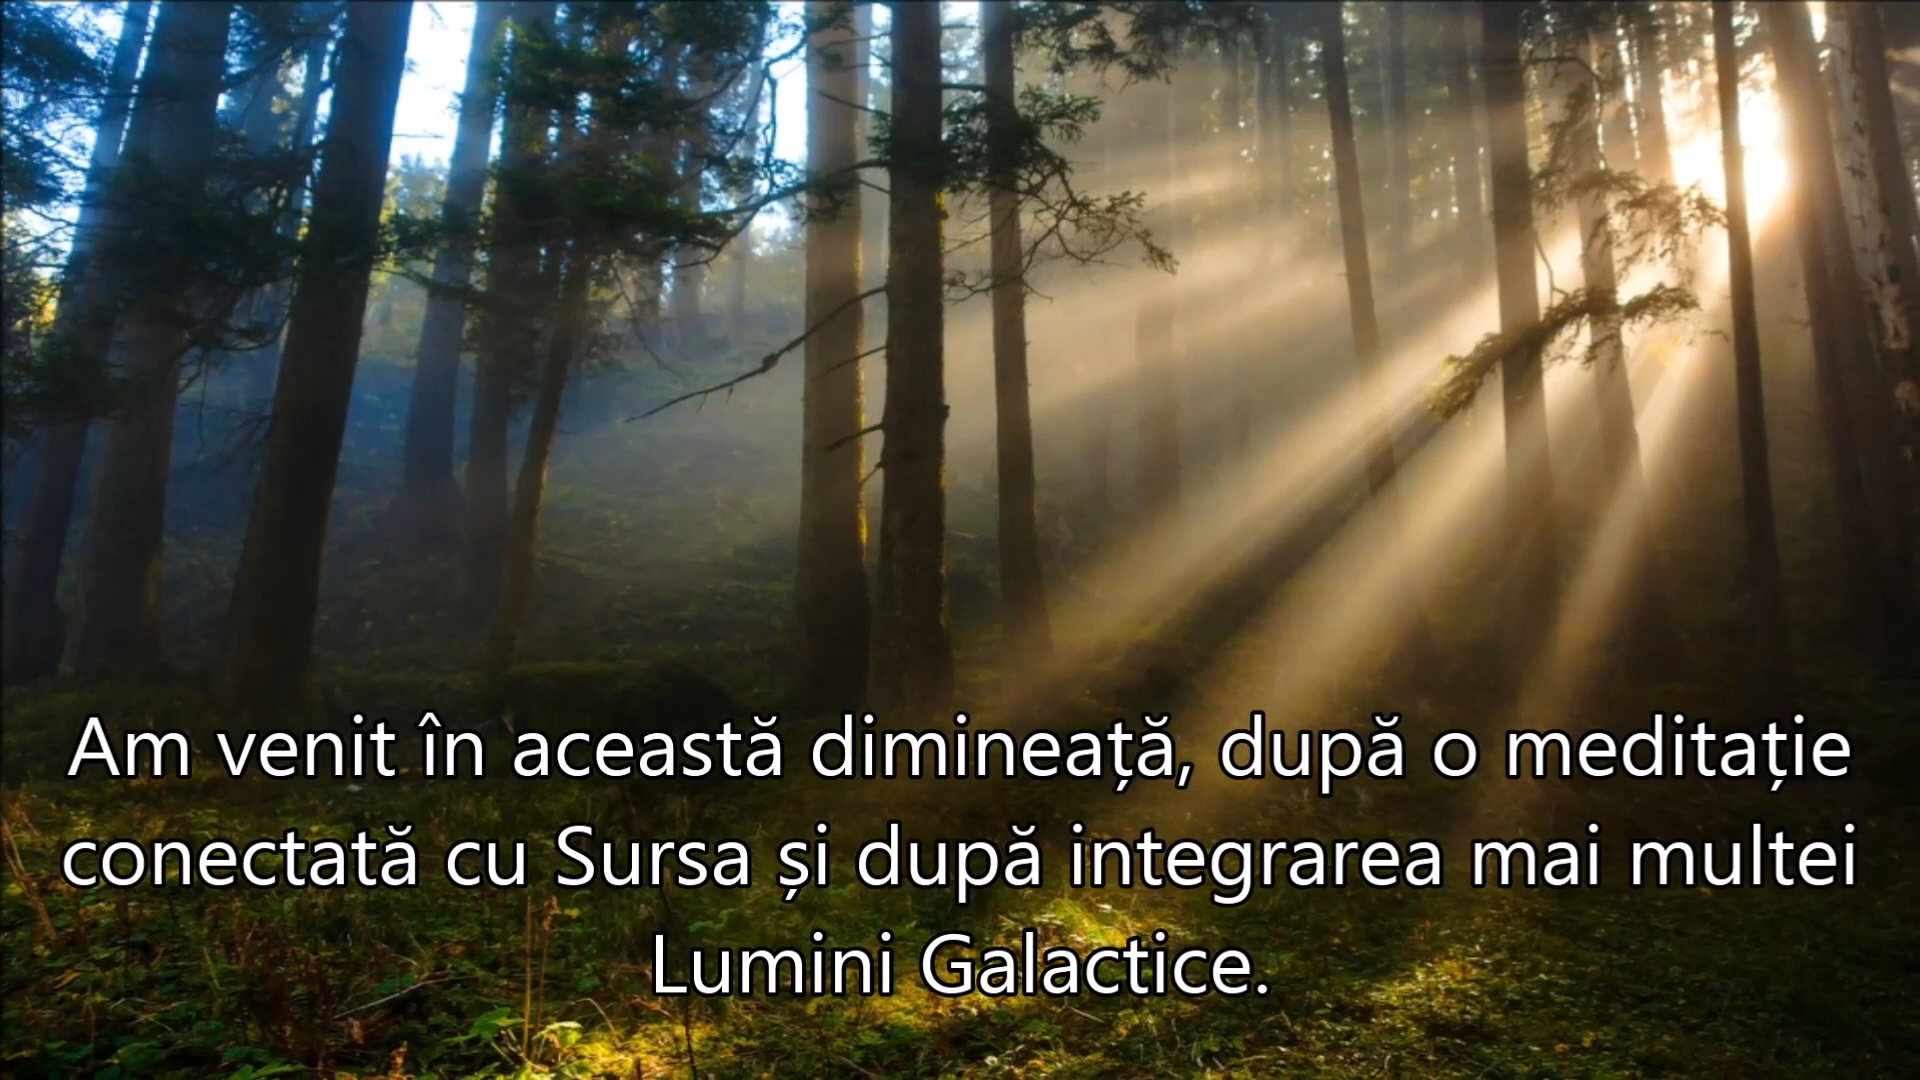 Am venit în această dimineață, după o meditație
conectată cu Sursa și după integrarea mai multei
Lumini Galactice.